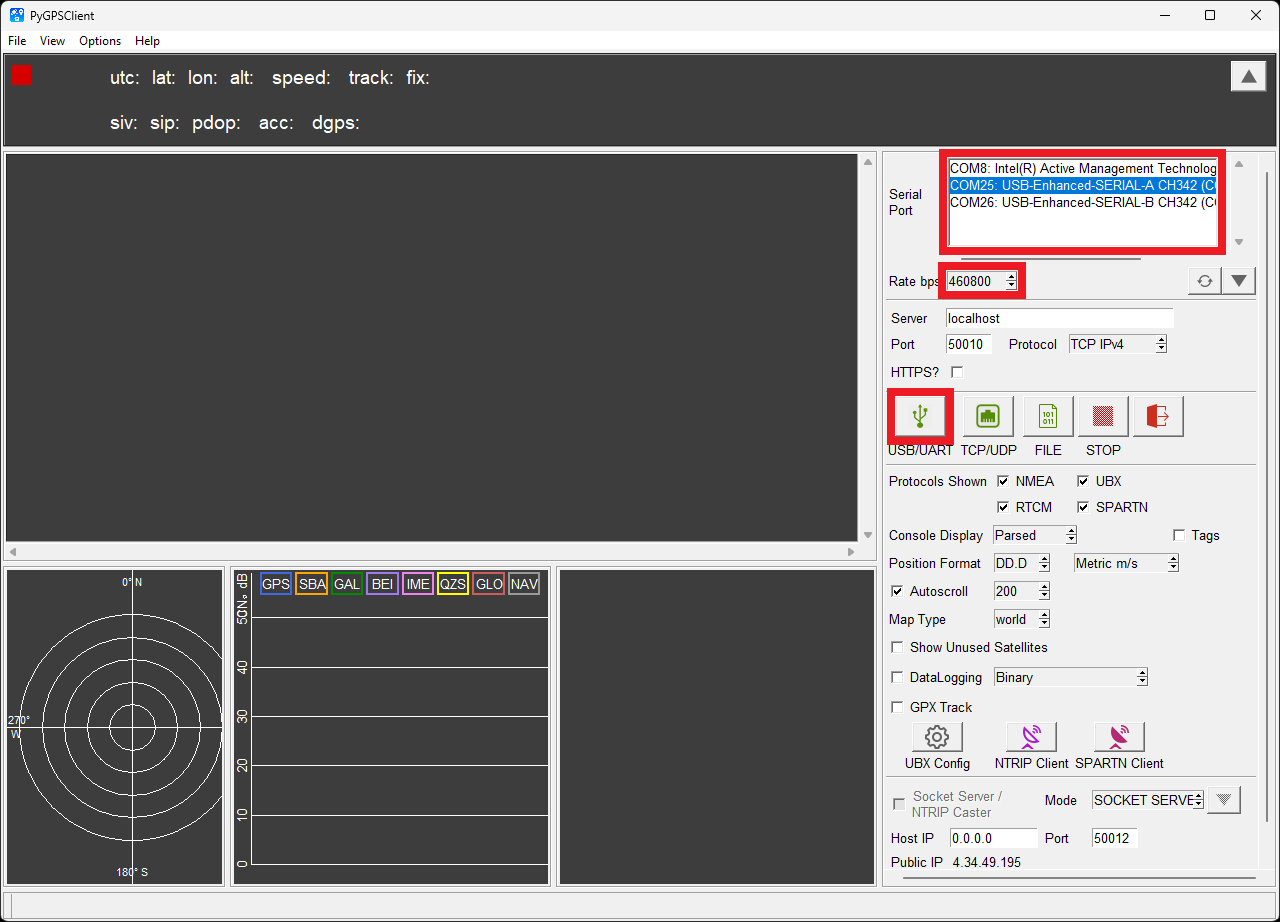 PyGPSClient
File View Options Help
utc: lat: lon: alt: speed: track: fix:
siv: sip: pdop: acc: dgps:
Serial
Port
COM8: Intel(R) Active Management Technolog
COM25: USB-Enhanced-SERIAL-A CH342 (CO
COM26: USB-Enhanced-SERIAL-B CH342 (CO
Rate bps 460800
Server localhost
Port 50010 Protocol TCP IPv4
HTTPS?
USB/UART TCP/UDP FILE STOP
Protocols Shown NMEA UBX
RTCM SPARTN
Console Display Parsed Tags
Position Format DD.D Metric m/s
Autoscroll 200
Map Type world
Show Unused Satellites
DataLogging Binary
GPX Track
UBX Config NTRIP Client SPARTN Client
Socket Server /
NTRIP Caster
Mode SOCKET SERVE
Host IP 0.0.0.0 Port 50012
Public IP 4.34.49.195
0° N
270°
W
180° S
GPS SBA GAL BEI IME QZS GLO NAV
50
40
30
20
10
0